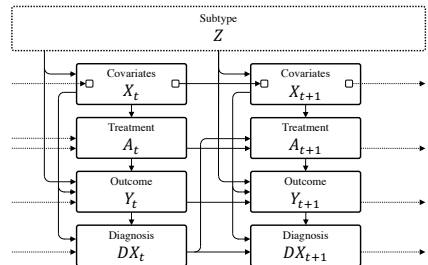 Subtype
Z
Covariates
X_t
Covariates
X_{t+1}
Treatment
A_t
Treatment
A_{t+1}
Outcome
Y_t
Outcome
Y_{t+1}
Diagnosis
DX_t
Diagnosis
DX_{t+1}